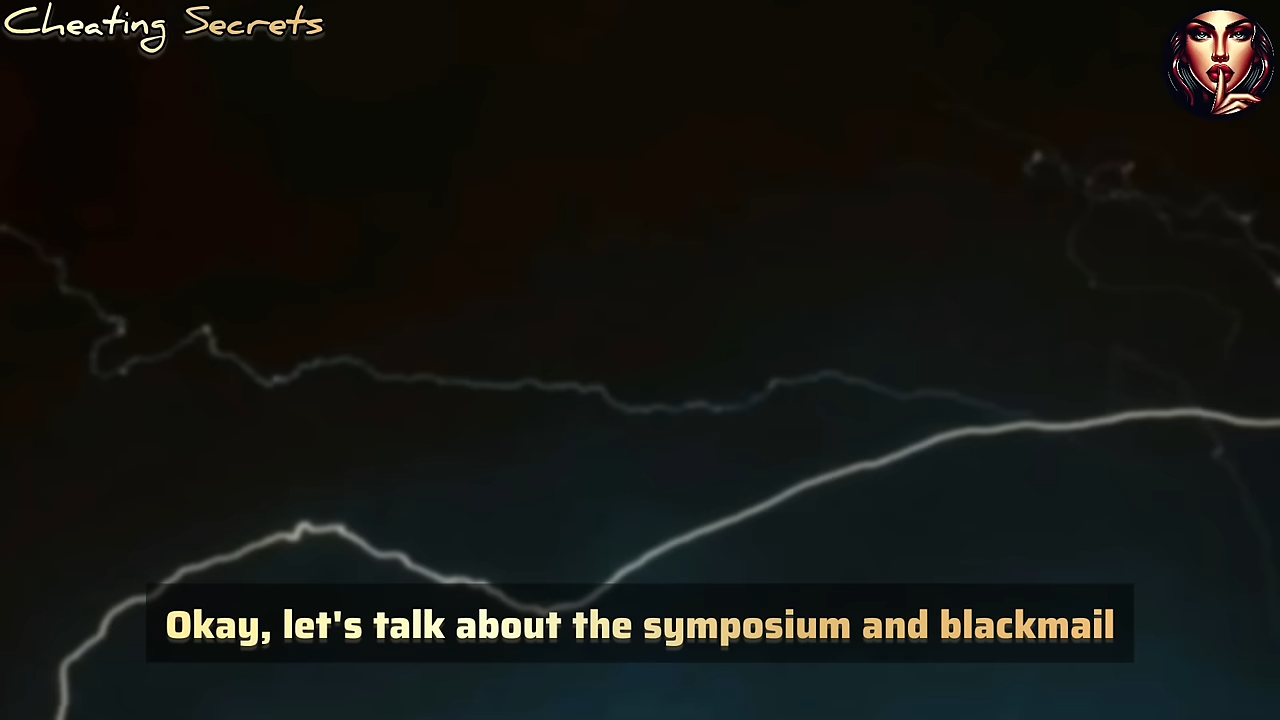 Cheating Secrets
Okay, let's talk about the symposium and blackmail